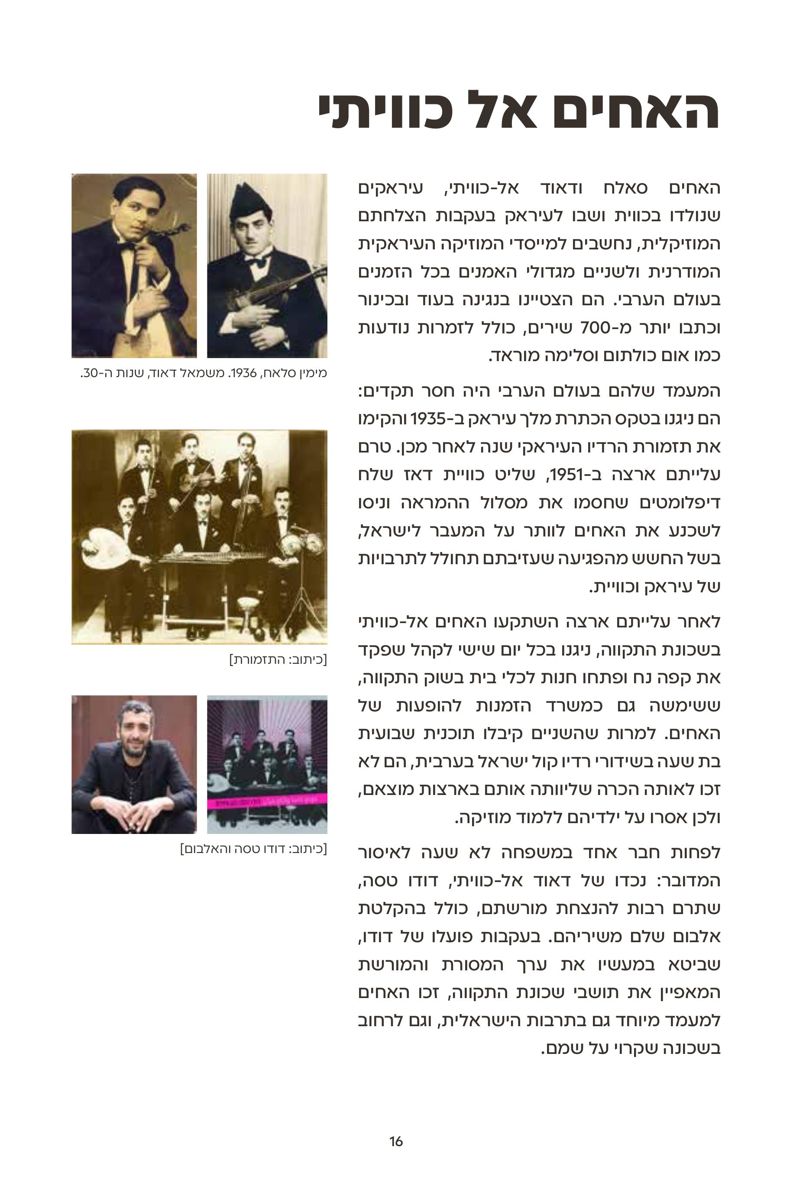 האחים אל כוויתי
האחים סאלח ודאוד אל-כוויתי, עיראקים
שנולדו בכווית ושבו לעיראק בעקבות הצלחתם
המוזיקלית, נחשבים למייסדי המוזיקה העיראקית
המודרנית ולשניים מגדולי האמנים בכל הזמנים
בעולם הערבי. הם הצטיינו בנגינה בעוד ובכינור
וכתבו יותר מ-700 שירים, כולל לזמרות נודעות
כמו אום כולתום וסלימה מוראד.
המעמד שלהם בעולם הערבי היה חסר תקדים:
הם ניגנו בטקס הכתרת מלך עיראק ב-1935 והקימו
את תזמורת הרדיו העיראקי שנה לאחר מכן. טרם
עלייתם ארצה ב-1951, שליט כוויית דאז שלח
דיפלומטים שחסמו את מסלול ההמראה וניסו
לשכנע את האחים לוותר על המעבר לישראל,
בשל החשש מהפגיעה שעזיבתם תחולל לתרבויות
של עיראק וכוויית.
לאחר עלייתם ארצה השתקעו האחים אל-כוויתי
בשכונת התקווה, ניגנו בכל יום שישי לקהל שפקד
את קפה נח ופתחו חנות לכלי בית בשוק התקווה,
ששימשה גם כמשרד הזמנות להופעות של
האחים. למרות שהשניים קיבלו תוכנית שבועית
בת שעה בשידורי רדיו קול ישראל בערבית, הם לא
זכו לאותה הכרה שליוותה אותם בארצות מוצאם,
ולכן אסרו על ילדיהם ללמוד מוזיקה.
לפחות חבר אחד במשפחה לא שעה לאיסור
המדובר: נכדו של דאוד אל-כוויתי, דודו טסה,
שתרם רבות להנצחת מורשתם, כולל בהקלטת
אלבום שלם משיריהם. בעקבות פועלו של דודו,
שביטא במעשיו את ערך המסורת והמורשת
המאפיין את תושבי שכונת התקווה, זכו האחים
למעמד מיוחד גם בתרבות הישראלית, וגם לרחוב
בשכונה שקרוי על שמם.
מימין סלאח, 1936. משמאל דאוד, שנות ה-30.
[כיתוב: התזמורת]
[כיתוב: דודו טסה והאלבום]
16